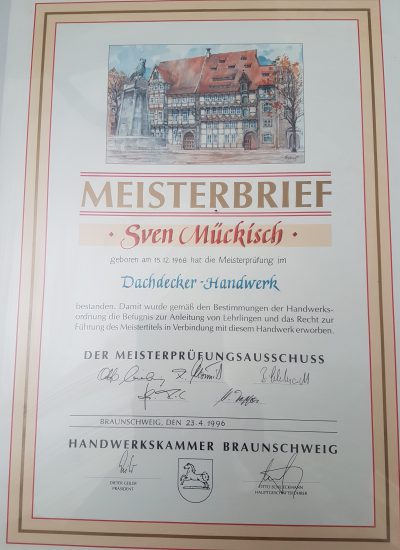 MEISTERBRIEF
· Sven Mückisch ·
geboren am 15.12.1968 hat die Meisterprüfung im
Dachdecker-Handwerk
bestanden. Damit wurde gemäß den Bestimmungen der Handwerks-
ordnung die Befugnis zur Anleitung von Lehrlingen und das Recht zur
Führung des Meistertitels in Verbindung mit diesem Handwerk erworben.
DER MEISTERPRÜFUNGSAUSSCHUSS
BRAUNSCHWEIG, DEN 23.4.1996
HANDWERKSKAMMER BRAUNSCHWEIG
PRÄSIDENT
HAUPTGESCHÄFTSFÜHRER